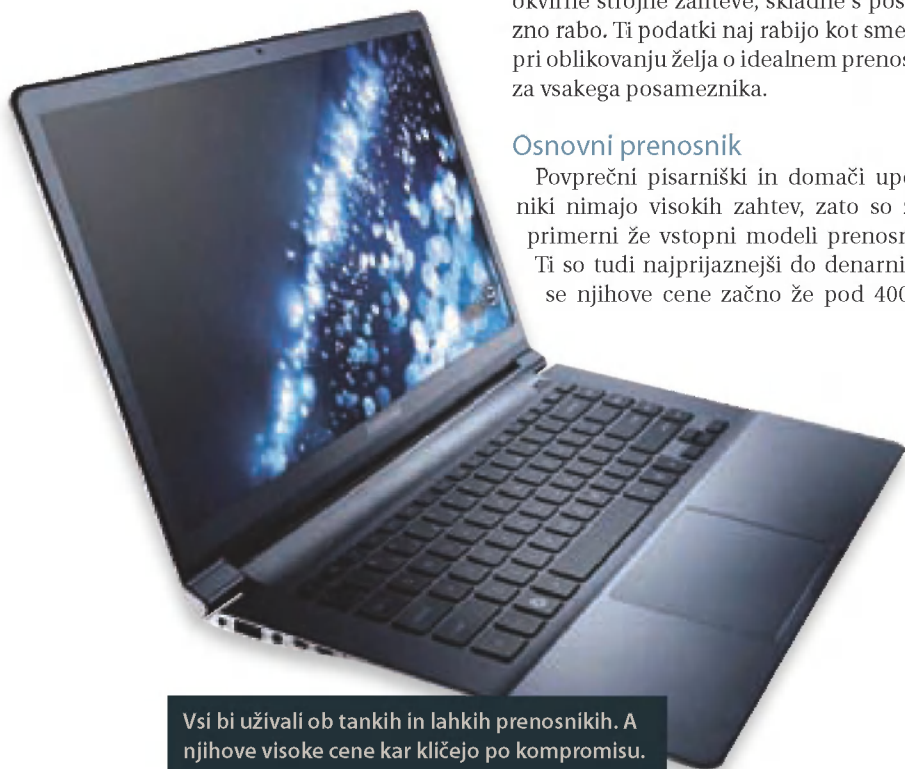 okvirne strojne zahteve, skladne s pos
zno rabo. Ti podatki naj rabijo kot sme
pri oblikovanju želja o idealnem prenos
za vsakega posameznika.
Osnovni prenosnik
Povprečni pisarniški in domači upo
niki nimajo visokih zahtev, zato so
primerni že vstopni modeli prenosn
Ti so tudi najprijaznejši do denarni
se njihove cene začno že pod 400
Vsi bi uživali ob tankih in lahkih prenosnikih. A
njihove visoke cene kar kličejo po kompromisu.